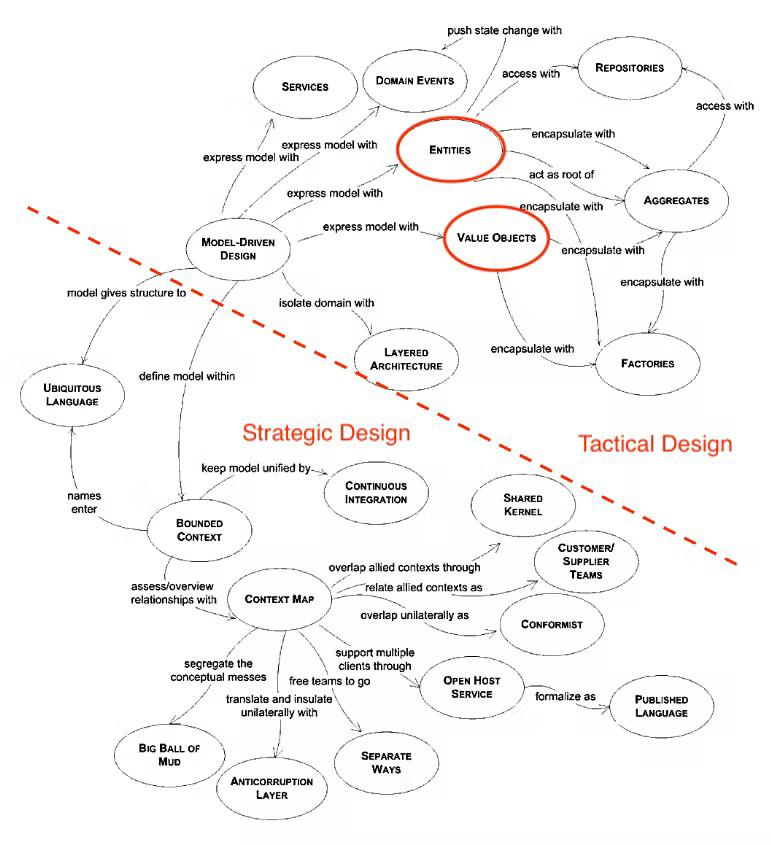 push state change with
SERVICES
DOMAIN EVENTS
access with
REPOSITORIES
access with
express model with
express model with
ENTITIES
encapsulate with
act as root of
express model with
encapsulate with
AGGREGATES
MODEL-DRIVEN
DESIGN
express model with
VALUE OBJECTS
encapsulate with
model gives structure to
isolate domain with
encapsulate with
encapsulate with
LAYERED
ARCHITECTURE
FACTORIES
UBIQUITOUS
LANGUAGE
define model within
Strategic Design
Tactical Design
keep model unified by
CONTINUOUS
INTEGRATION
names
enter
BOUNDED
CONTEXT
SHARED
KERNEL
overlap allied contexts through
CUSTOMER/
SUPPLIER
TEAMS
assess/overview
relationships with
CONTEXT MAP
relate allied contexts as
overlap unilaterally as
CONFORMIST
segregate the
conceptual messes
free teams to go
support multiple
clients through
translate and insulate
unilaterally with
OPEN HOST
SERVICE
formalize as
PUBLISHED
LANGUAGE
BIG BALL OF
MUD
ANTICORRUPTION
LAYER
SEPARATE
WAYS